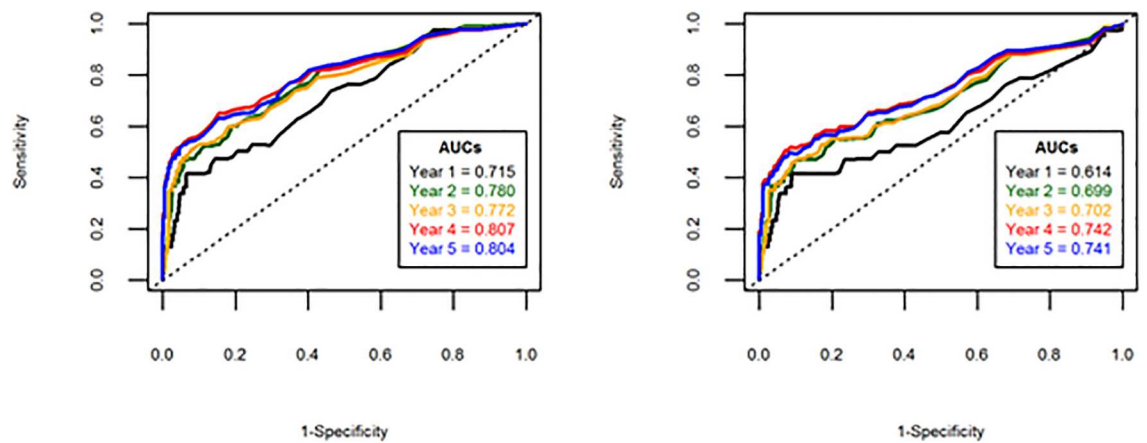 Sensitivity
1.0
0.8
0.6
0.4
0.2
0.0
AUCs
Year 1 = 0.715
Year 2 = 0.780
Year 3 = 0.772
Year 4 = 0.807
Year 5 = 0.804
0.0 0.2 0.4 0.6 0.8 1.0
1-Specificity
Sensitivity
1.0
0.8
0.6
0.4
0.2
0.0
AUCs
Year 1 = 0.614
Year 2 = 0.699
Year 3 = 0.702
Year 4 = 0.742
Year 5 = 0.741
0.0 0.2 0.4 0.6 0.8 1.0
1-Specificity